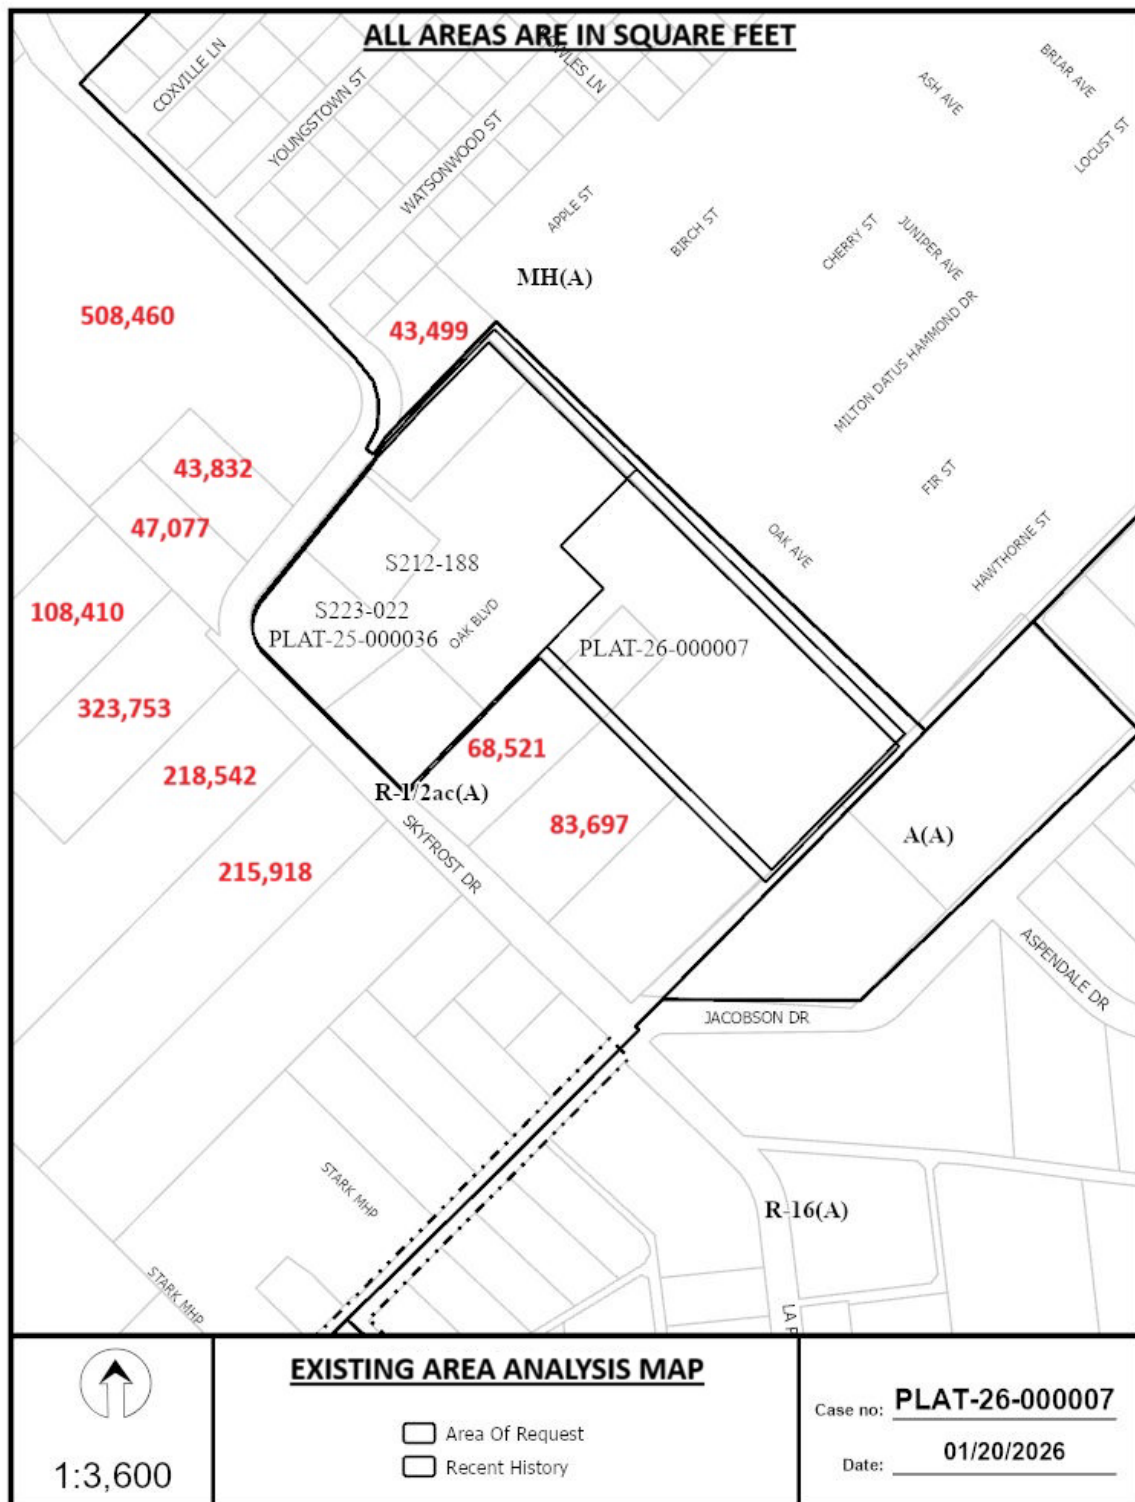 ALL AREAS ARE IN SQUARE FEET
COXVILLE LN
YOUNGSTOWN ST
WATSONWOOD ST
LN
ASH AVE
BRIAR AVE
LOCUST ST
APPLE ST
BIRCH ST
CHERRY ST
JUNIPER AVE
MH(A)
MILTON DATUS HAMMOND DR
508,460
43,499
43,832
47,077
FIR ST
OAK AVE
HAWTHORNE ST
S212-188
108,410
S223-022
OAK BLVD
PLAT-25-000036
PLAT-26-000007
323,753
218,542
68,521
R-1/2ac(A)
83,697
A(A)
SKYFROST DR
215,918
ASPENDALE DR
JACOBSON DR
STARK MHP
R-16(A)
STARK MHP
LA
1:3,600
EXISTING AREA ANALYSIS MAP
Area Of Request
Recent History
Case no: PLAT-26-000007
Date: 01/20/2026